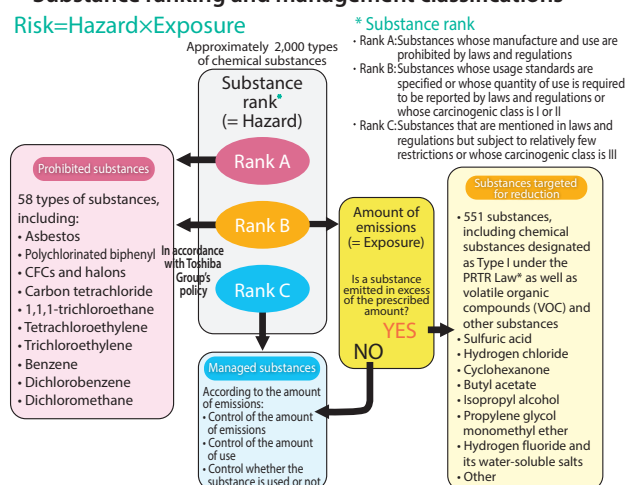 Substance ranking and management classifications
Risk=Hazard×Exposure
* Substance rank
・Rank A:Substances whose manufacture and use are
prohibited by laws and regulations
・Rank B:Substances whose usage standards are
specified or whose quantity of use is required
to be reported by laws and regulations or
whose carcinogenic class is I or II
・Rank C:Substances that are mentioned in laws and
regulations but subject to relatively few
restrictions or whose carcinogenic class is III
Approximately 2,000 types
of chemical substances
Substance
rank*
(= Hazard)
Rank A
Rank B
Rank C
In accordance
with Toshiba
Group's
policy
Prohibited substances
58 types of substances,
including:
• Asbestos
• Polychlorinated biphenyl
• CFCs and halons
• Carbon tetrachloride
• 1,1,1-trichloroethane
• Tetrachloroethylene
• Trichloroethylene
• Benzene
• Dichlorobenzene
• Dichloromethane
Amount of
emissions
(= Exposure)
Is a substance
emitted in excess
of the prescribed
amount?
YES
NO
Managed substances
According to the amount
of emissions:
• Control of the amount
of emissions
• Control of the amount
of use
• Control whether the
substance is used or not
Substances targeted
for reduction
• 551 substances,
including chemical
substances designated
as Type I under the
PRTR Law* as well as
volatile organic
compounds (VOC) and
other substances
• Sulfuric acid
• Hydrogen chloride
• Cyclohexanone
• Butyl acetate
• Isopropyl alcohol
• Propylene glycol
monomethyl ether
• Hydrogen fluoride and
its water-soluble salts
• Other